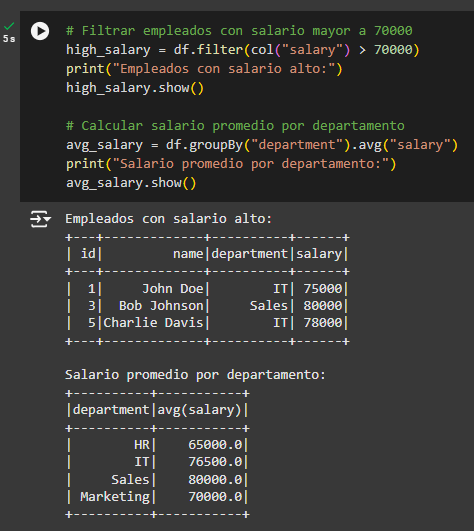 5s
# Filtrar empleados con salario mayor a 70000
high_salary = df.filter(col("salary") > 70000)
print("Empleados con salario alto:")
high_salary.show()

# Calcular salario promedio por departamento
avg_salary = df.groupBy("department").avg("salary")
print("Salario promedio por departamento:")
avg_salary.show()

Empleados con salario alto:
+---+-------------+----------+------+
| id|         name|department|salary|
+---+-------------+----------+------+
|  1|     John Doe|        IT| 75000|
|  3|  Bob Johnson|     Sales| 80000|
|  5|Charlie Davis|        IT| 78000|
+---+-------------+----------+------+

Salario promedio por departamento:
+----------+-----------+
|department|avg(salary)|
+----------+-----------+
|        HR|    65000.0|
|        IT|    76500.0|
|     Sales|    80000.0|
| Marketing|    70000.0|
+----------+-----------+